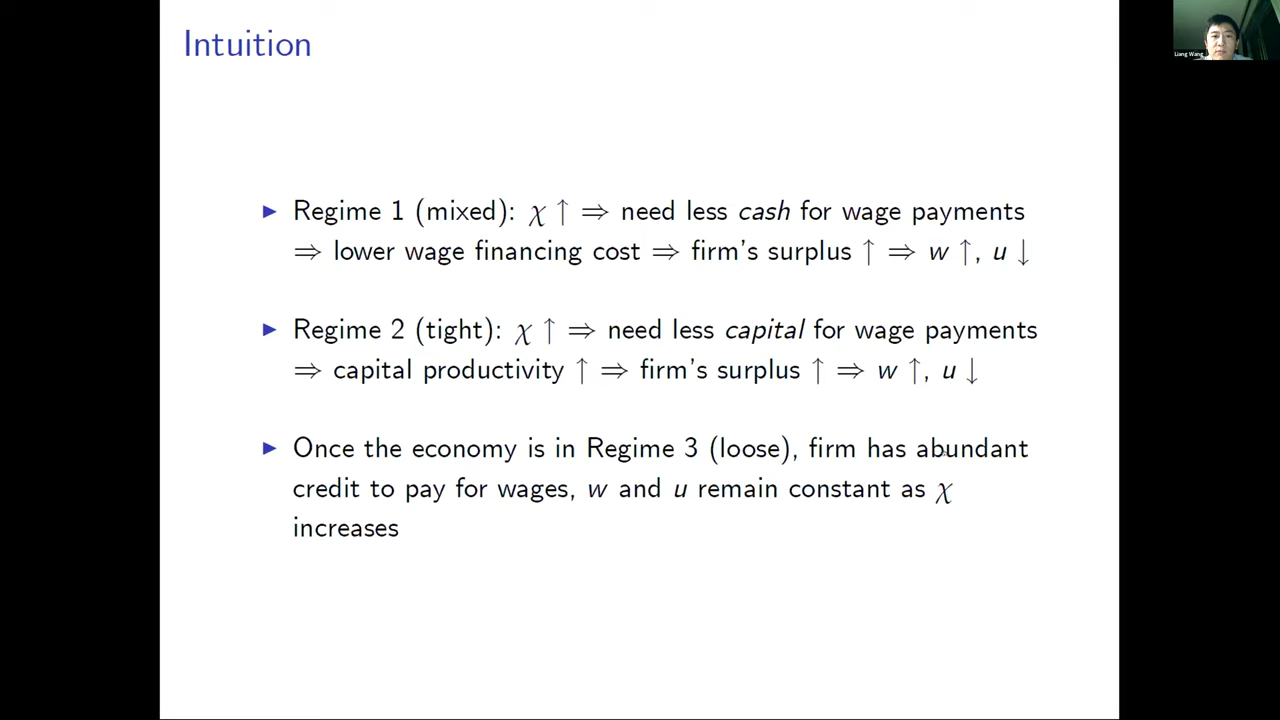 Intuition
Liang Wang
▶ Regime 1 (mixed): χ ↑ ⇒ need less cash for wage payments
⇒ lower wage financing cost ⇒ firm's surplus ↑ ⇒ w ↑, u ↓
▶ Regime 2 (tight): χ ↑ ⇒ need less capital for wage payments
⇒ capital productivity ↑ ⇒ firm's surplus ↑ ⇒ w ↑, u ↓
▶ Once the economy is in Regime 3 (loose), firm has abundant
credit to pay for wages, w and u remain constant as χ
increases